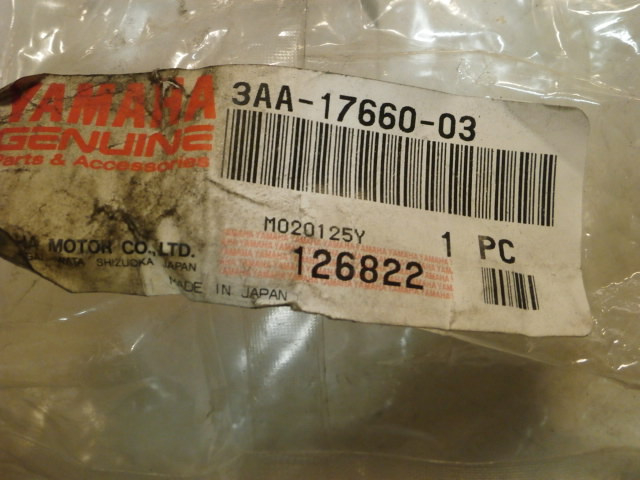 YAMAHA
GENUINE
Parts & Accessories
3AA-17660-03
M020125Y
1 PC
126822
MOTOR CO., LTD.
IWATA SHIZUOKA JAPAN
MADE IN JAPAN